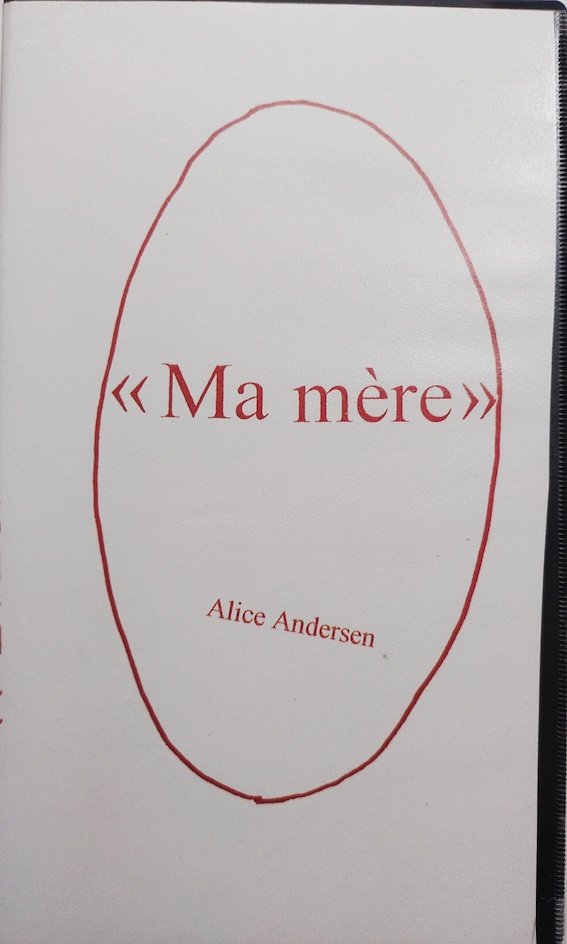 « Ma mère»
Alice Andersen